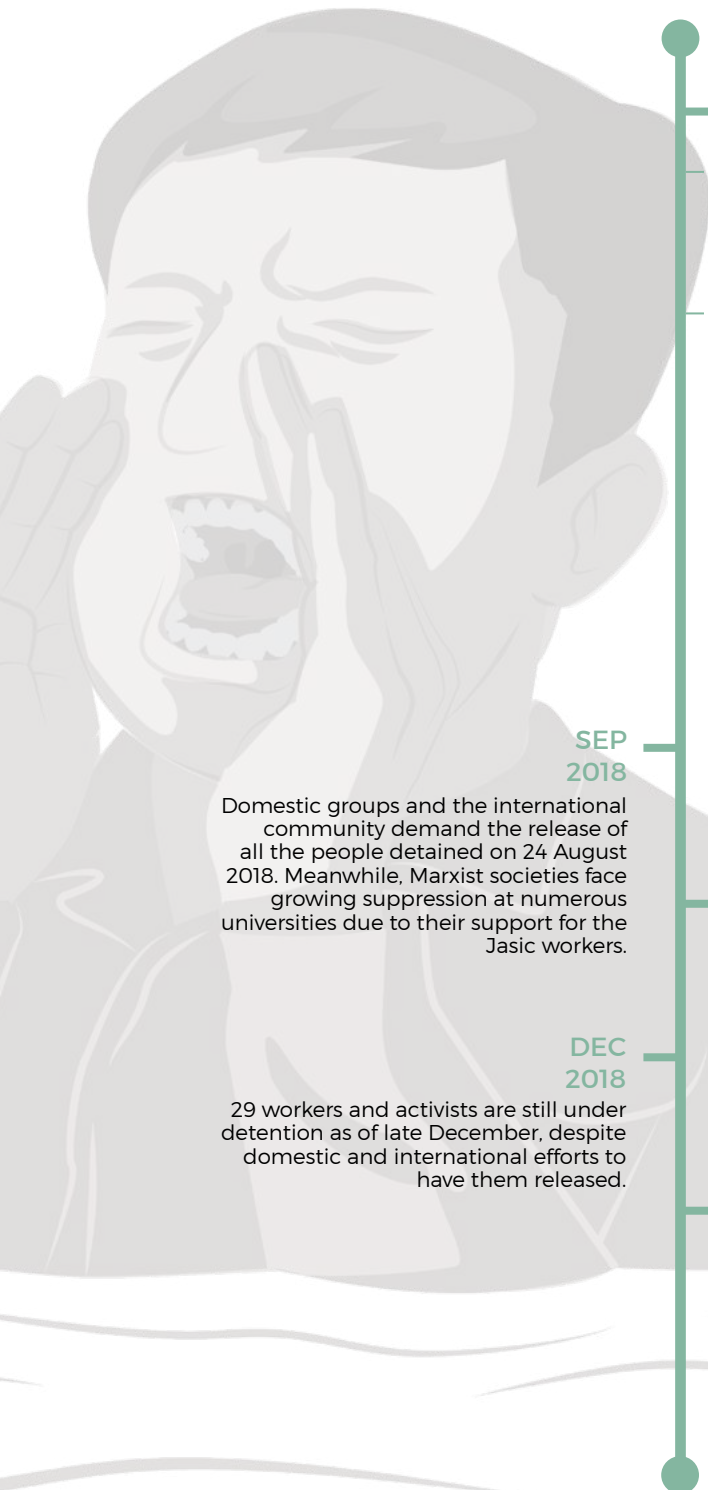 SEP
2018
Domestic groups and the international
community demand the release of
all the people detained on 24 August
2018. Meanwhile, Marxist societies face
growing suppression at numerous
universities due to their support for the
Jasic workers.
DEC
2018
29 workers and activists are still under
detention as of late December, despite
domestic and international efforts to
have them released.